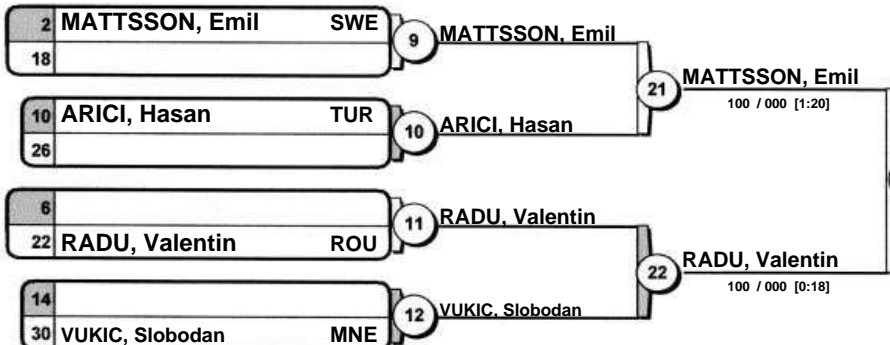 2 MATTSSON, Emil SWE
18
9 MATTSSON, Emil
10 ARICI, Hasan TUR
26
10 ARICI, Hasan
21 MATTSSON, Emil
100 / 000 [1:20]
6
22 RADU, Valentin ROU
11 RADU, Valentin
14
30 VUKIC, Slobodan MNE
12 VUKIC, Slobodan
22 RADU, Valentin
100 / 000 [0:18]